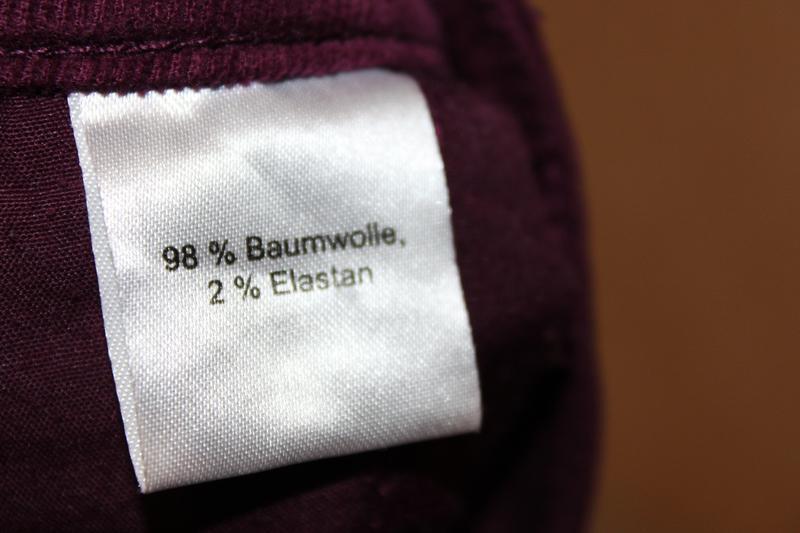 98 % Baumwolle,
2 % Elastan